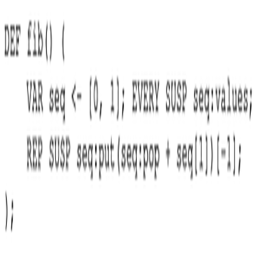 DEF fib() (
VAR seq <- [0, 1]; EVERY SUSP seq:values;
REP SUSP seq:put(seq:pop + seq[1])[-1];
);